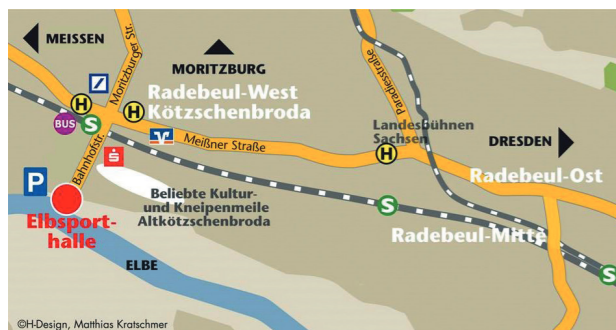 MEISSEN
Moritzburger Str.
MORITZBURG
Paradiesstraße
H
H
Radebeul-West
Kötzschenbroda
BUS
S
Landesbühnen
Sachsen
DRESDEN
Bahnhofstr.
S
Meißner Straße
H
Radebeul-Ost
P
Beliebte Kultur-
und Kneipenmeile
Altkötzschenbroda
S
Elbsport-
halle
Radebeul-Mitte
ELBE
S
©H-Design, Matthias Kratschmer